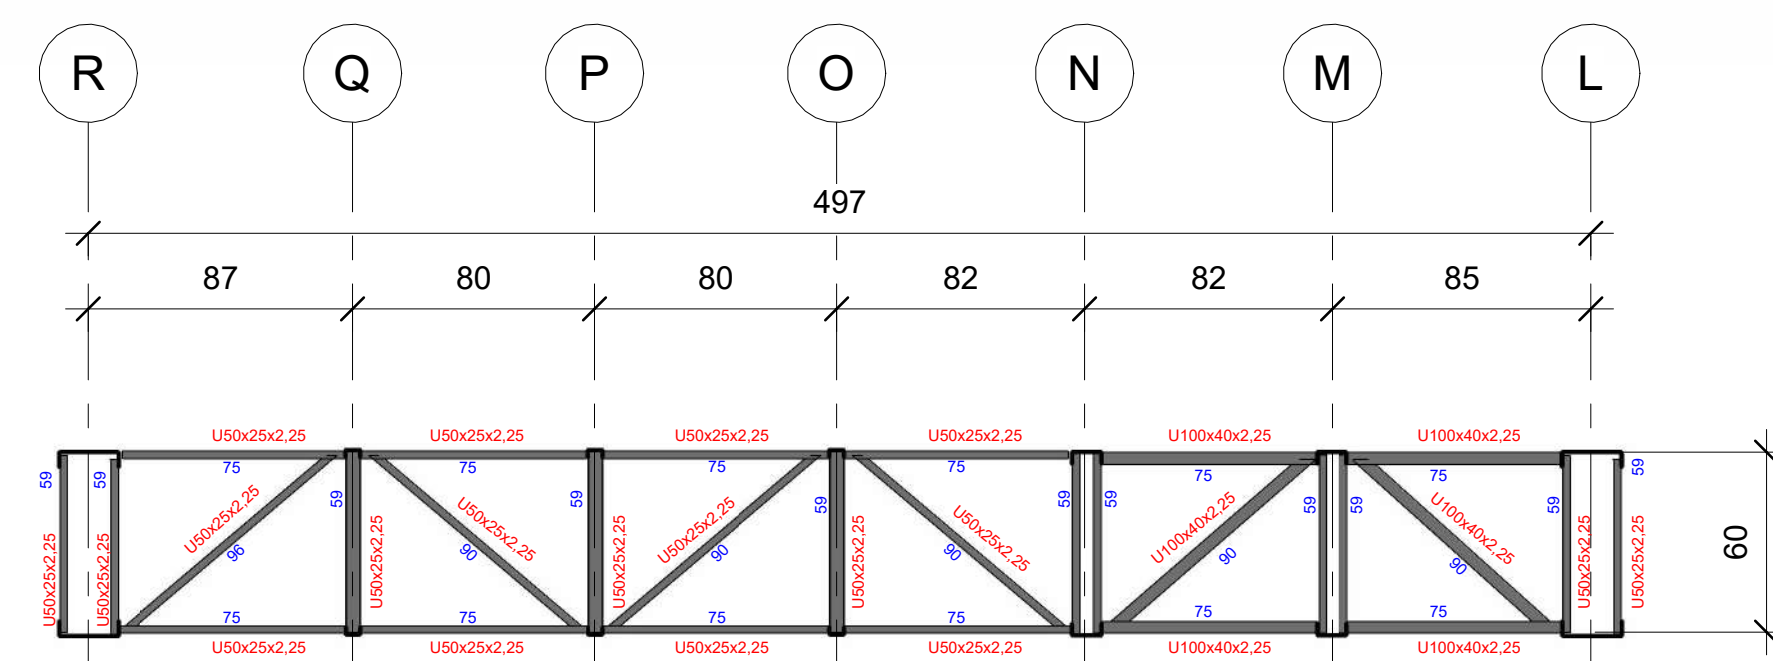 R Q P O N M L
497
87 80 80 82 82 85
U50x25x2,25 U50x25x2,25 U50x25x2,25 U50x25x2,25 U100x40x2,25 U100x40x2,25
75 75 75 75 75 75
59 59 59 59 59 59 59 59 59 59 59
U50x25x2,25 U50x25x2,25 U50x25x2,25 U50x25x2,25 U100x40x2,25 U100x40x2,25
96 90 90 90 90 90
U50x25x2,25 U50x25x2,25 U50x25x2,25 U50x25x2,25 U50x25x2,25 U50x25x2,25 U50x25x2,25
60
75 75 75 75 75 75
U50x25x2,25 U50x25x2,25 U50x25x2,25 U50x25x2,25 U100x40x2,25 U100x40x2,25